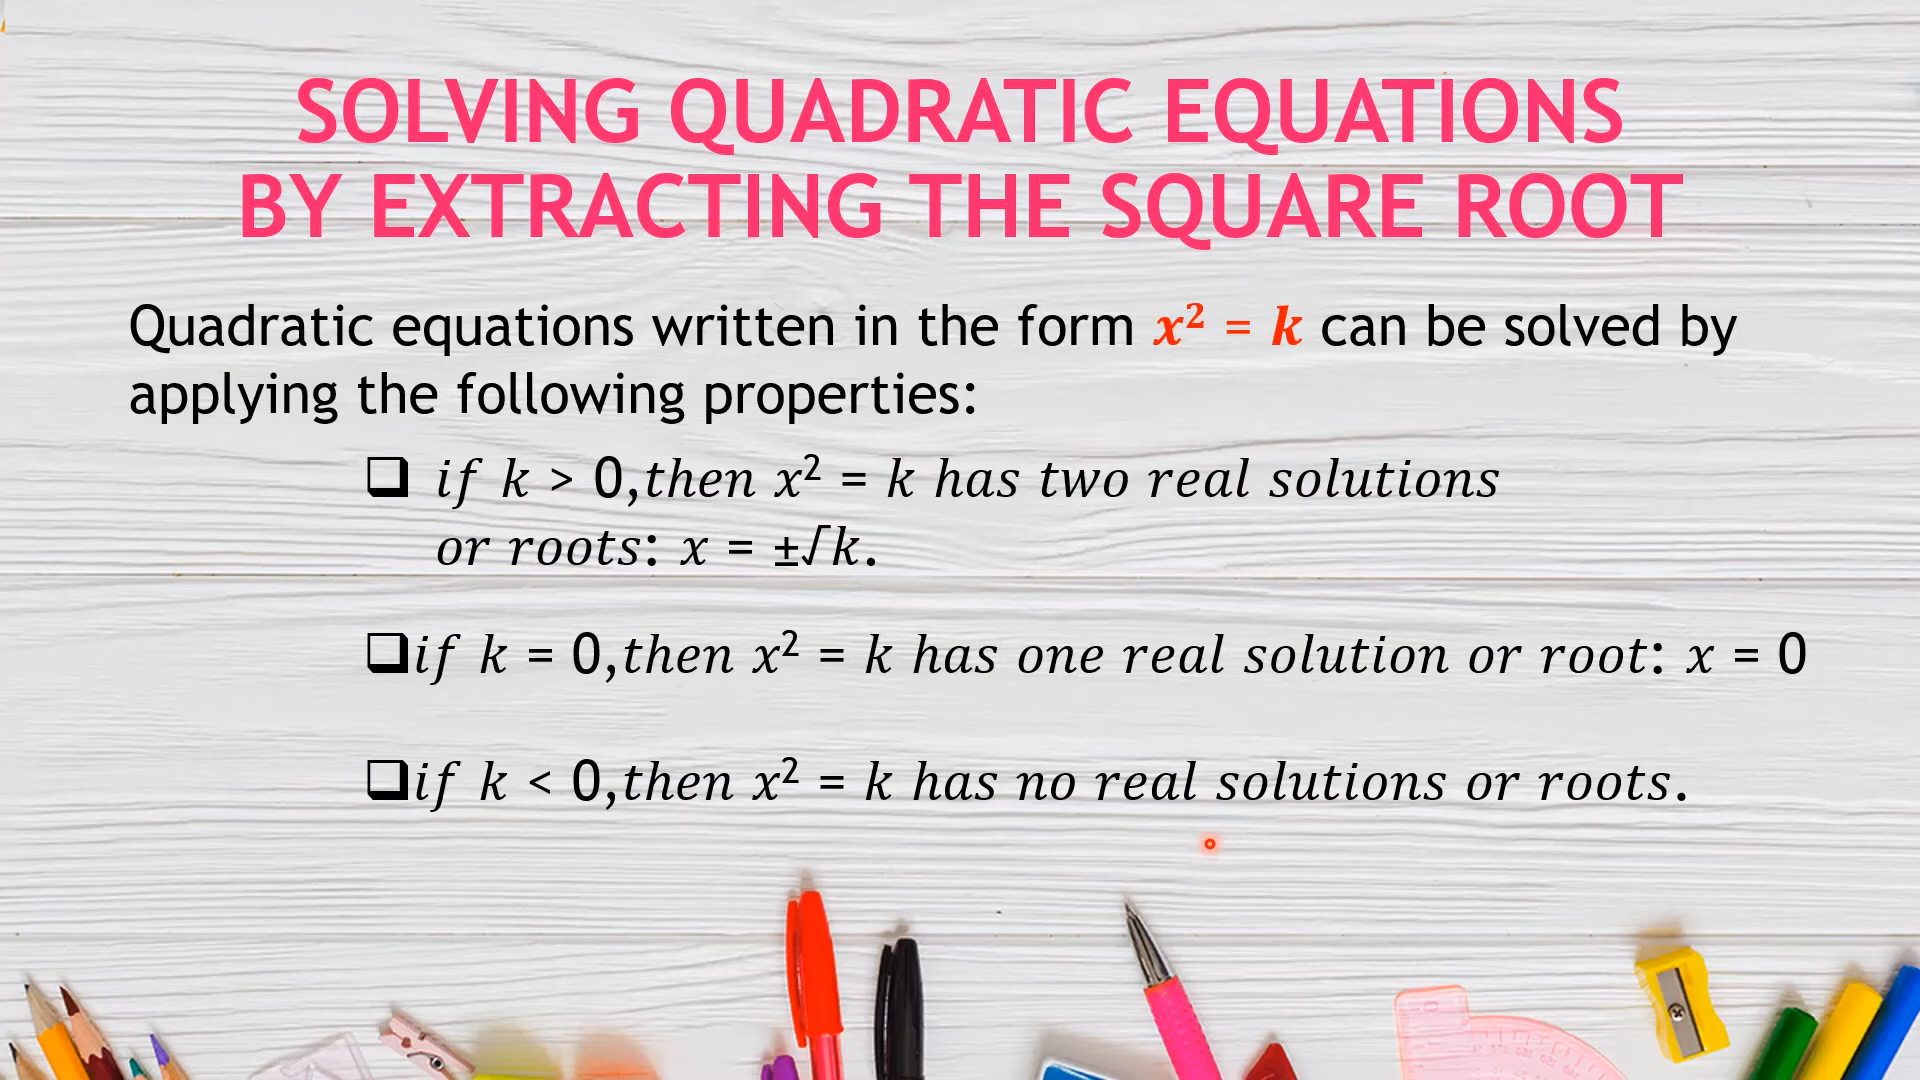 SOLVING QUADRATIC EQUATIONS
BY EXTRACTING THE SQUARE ROOT
Quadratic equations written in the form x² = k can be solved by
applying the following properties:
❑ if k > 0, then x² = k has two real solutions
or roots: x = ±√k.
❑ if k = 0, then x² = k has one real solution or root: x = 0
❑ if k < 0, then x² = k has no real solutions or roots.